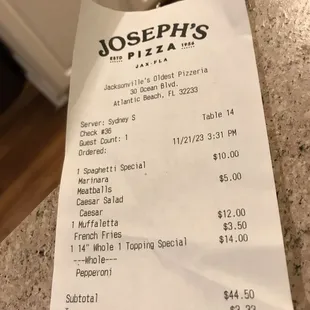 JOSEPH'S
ESTD PIZZA 1956
JAX-FLA
Jacksonville's Oldest Pizzeria
30 Ocean Blvd.
Atlantic Beach, FL 32233
Server: Sydney S
Check #36 Table 14
Guest Count: 1
Ordered: 11/21/23 3:31 PM
1 Spaghetti Special $10.00
Marinara
Meatballs $5.00
Caesar Salad
Caesar
1 Muffaletta $12.00
French Fries $3.50
1 14" Whole 1 Topping Special $14.00
---Whole---
Pepperoni
Subtotal $44.50